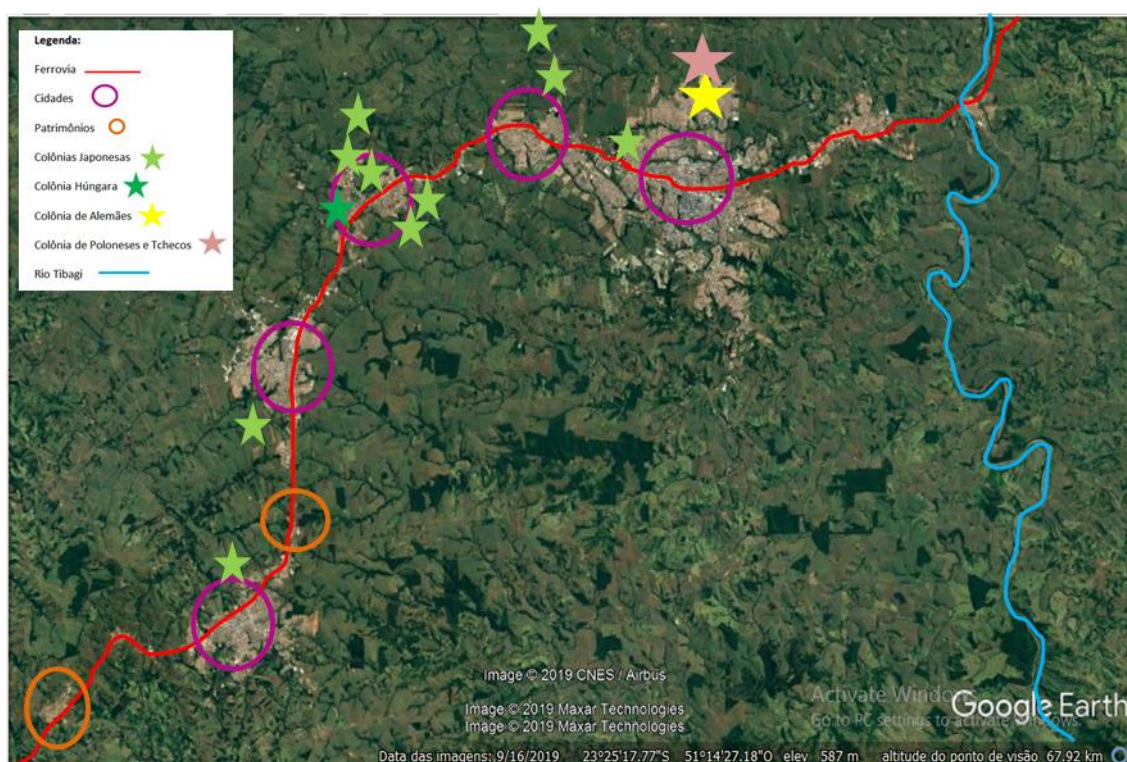 Legenda:
Ferrovia
Cidades
Patrimônios
Colônias Japonesas
Colônia Húngara
Colônia de Alemães
Colônia de Poloneses e Tchecos
Rio Tibagi
Image © 2019 CNES / Airbus
Image © 2019 Maxar Technologies
Image © 2019 Maxar Technologies
Activate Windows
Go to PC settings to activate Windows.
Google Earth
Data das imagens: 9/16/2019 23°25'17.77"S 51°14'27.18"O elev 587 m altitude do ponto de visão 67.92 km